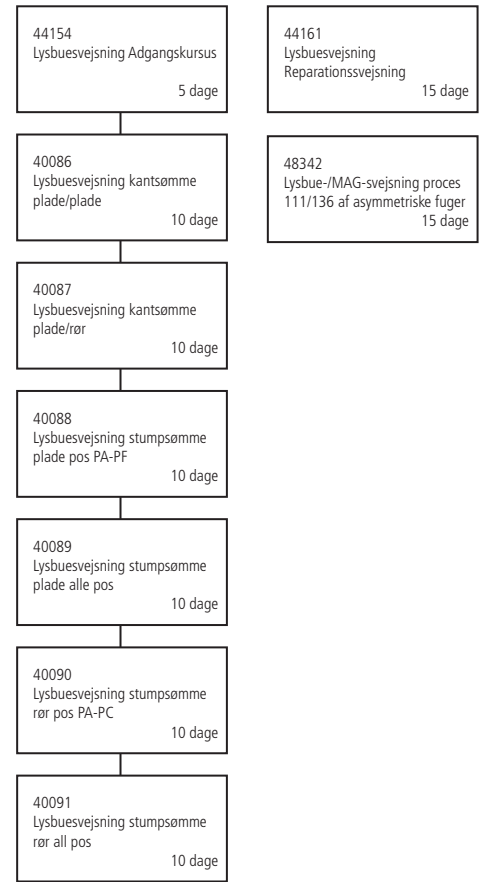 44154
Lysbuesvejsning Adgangskursus
5 dage
40086
Lysbuesvejsning kantsømme
plade/plade
10 dage
40087
Lysbuesvejsning kantsømme
plade/rør
10 dage
40088
Lysbuesvejsning stumpsømme
plade pos PA-PF
10 dage
40089
Lysbuesvejsning stumpsømme
plade alle pos
10 dage
40090
Lysbuesvejsning stumpsømme
rør pos PA-PC
10 dage
40091
Lysbuesvejsning stumpsømme
rør all pos
10 dage
44161
Lysbuesvejsning
Reparationssvejsning
15 dage
48342
Lysbue-/MAG-svejsning proces
111/136 af asymmetriske fuger
15 dage